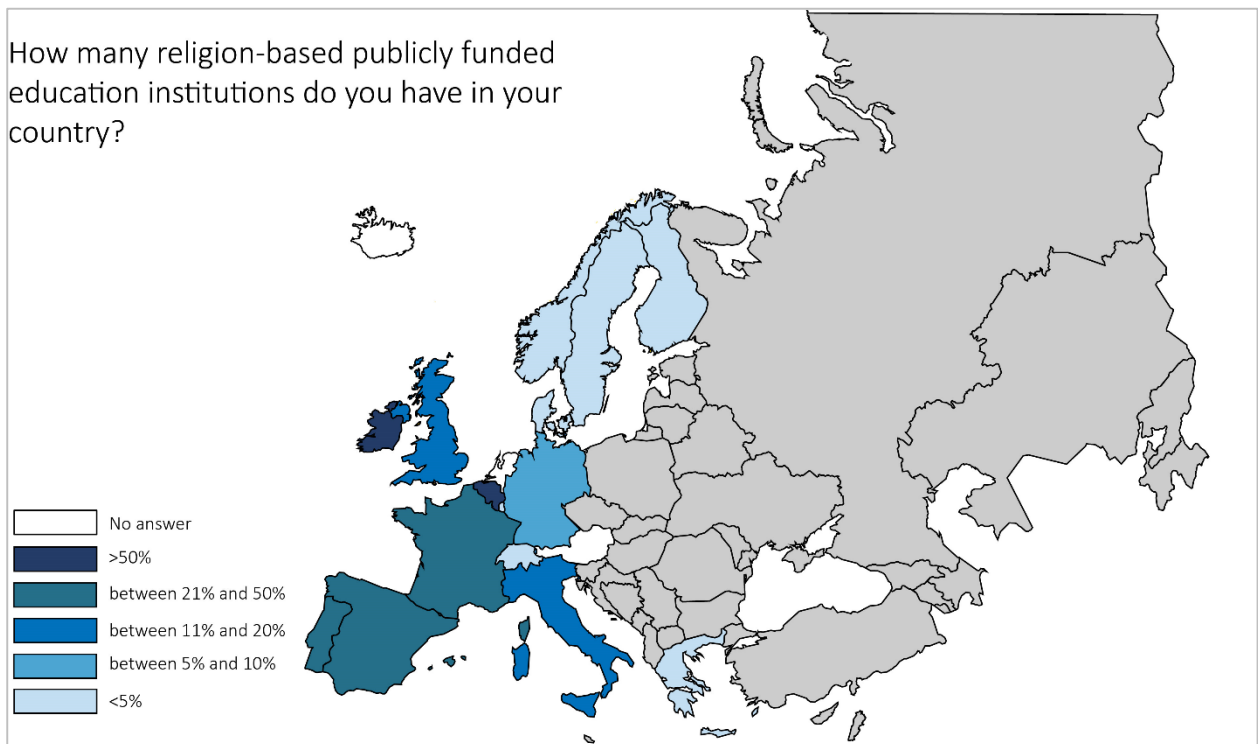 How many religion-based publicly funded
education institutions do you have in your
country?
No answer
>50%
between 21% and 50%
between 11% and 20%
between 5% and 10%
<5%